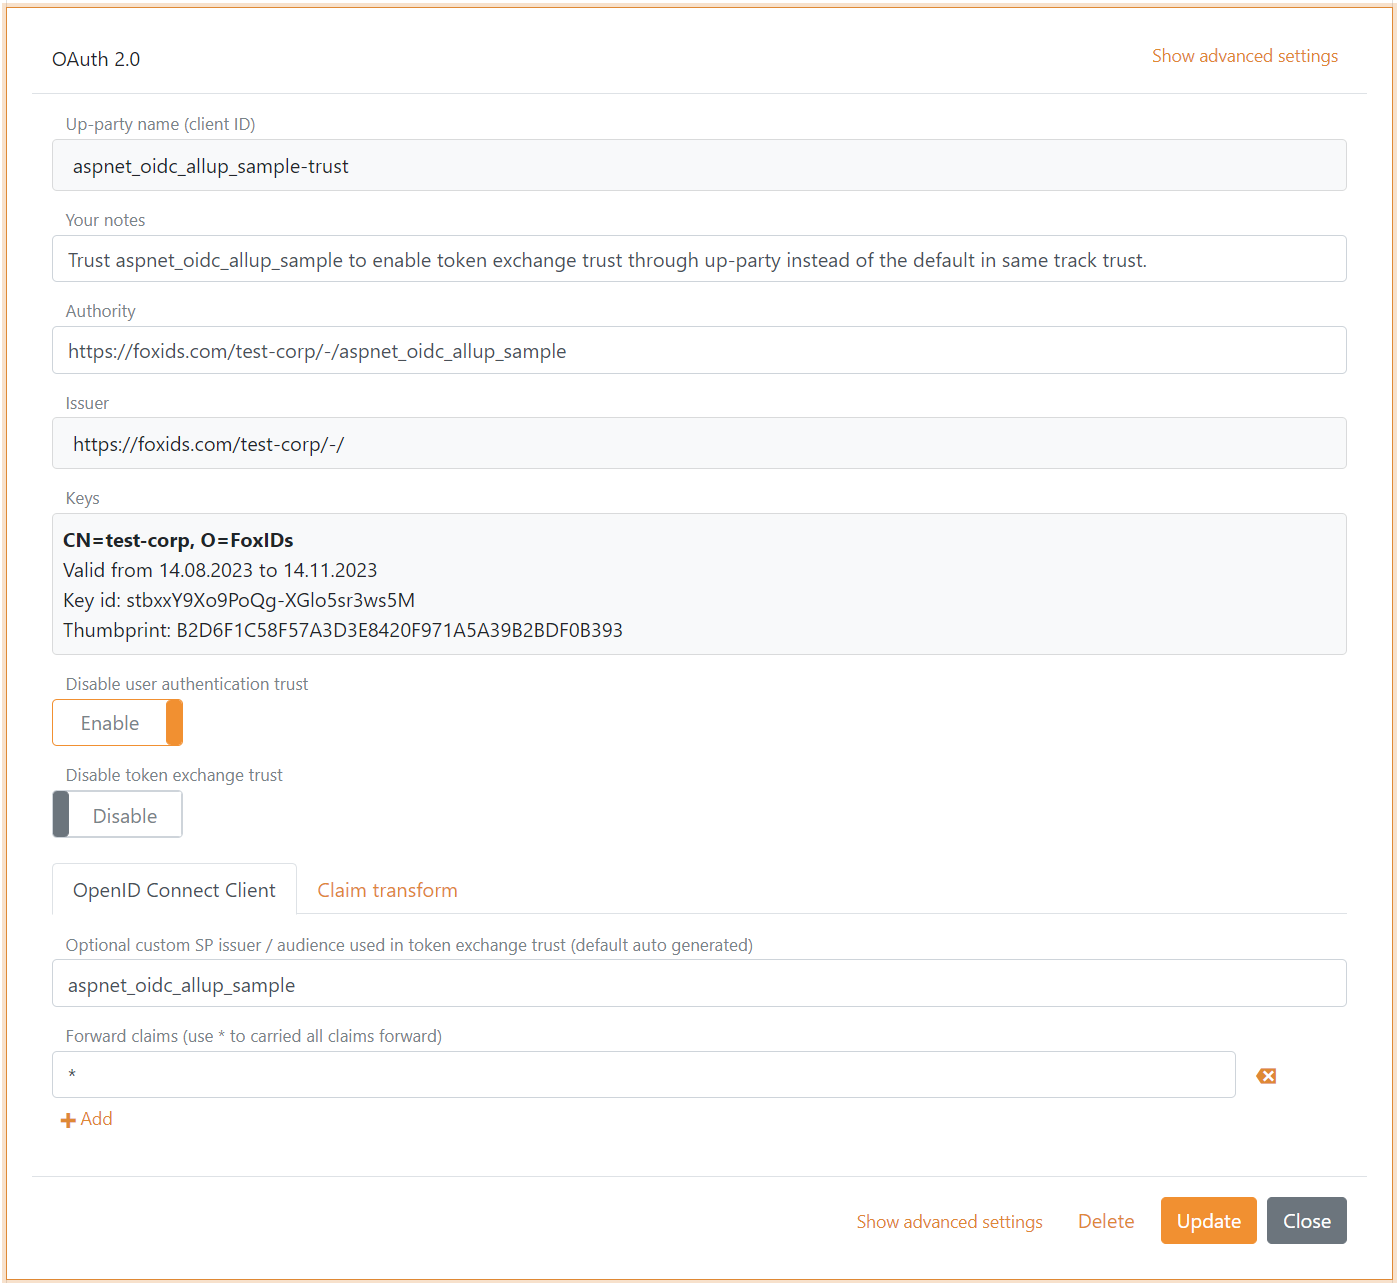 OAuth 2.0
Show advanced settings
Up-party name (client ID)
aspnet_oidc_allup_sample-trust
Your notes
Trust aspnet_oidc_allup_sample to enable token exchange trust through up-party instead of the default in same track trust.
Authority
https://foxids.com/test-corp/-/aspnet_oidc_allup_sample
Issuer
https://foxids.com/test-corp/-/
Keys
CN=test-corp, O=FoxIDs
Valid from 14.08.2023 to 14.11.2023
Key id: stbxxY9Xo9PoQg-XGlo5sr3ws5M
Thumbprint: B2D6F1C58F57A3D3E8420F971A5A39B2BDF0B393
Disable user authentication trust
Enable
Disable token exchange trust
Disable
OpenID Connect Client
Claim transform
Optional custom SP issuer / audience used in token exchange trust (default auto generated)
aspnet_oidc_allup_sample
Forward claims (use * to carried all claims forward)
*
Add
Show advanced settings
Delete
Update
Close